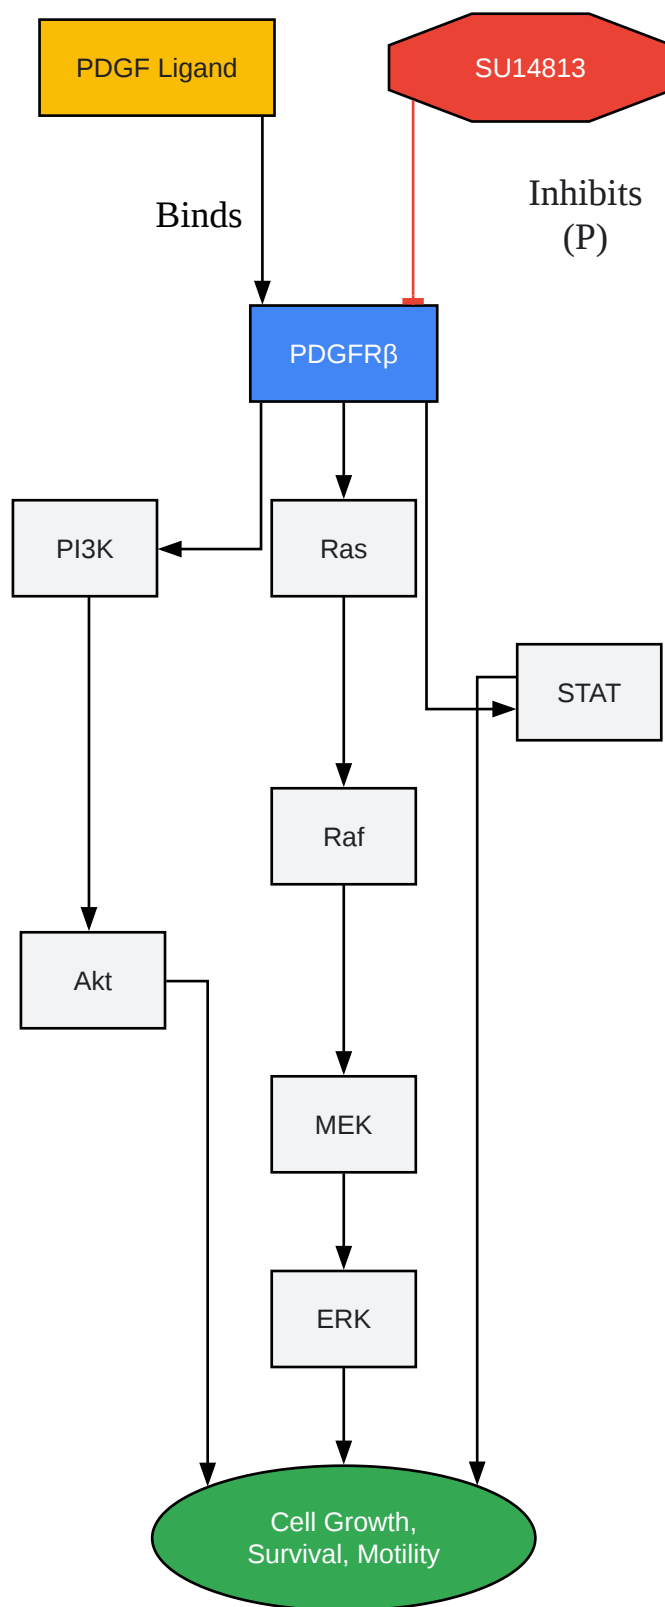 PDGF Ligand
SU14813
Binds
Inhibits
(P)
PDGFRβ
PI3K
Ras
STAT
Raf
Akt
MEK
ERK
Cell Growth,
Survival, Motility